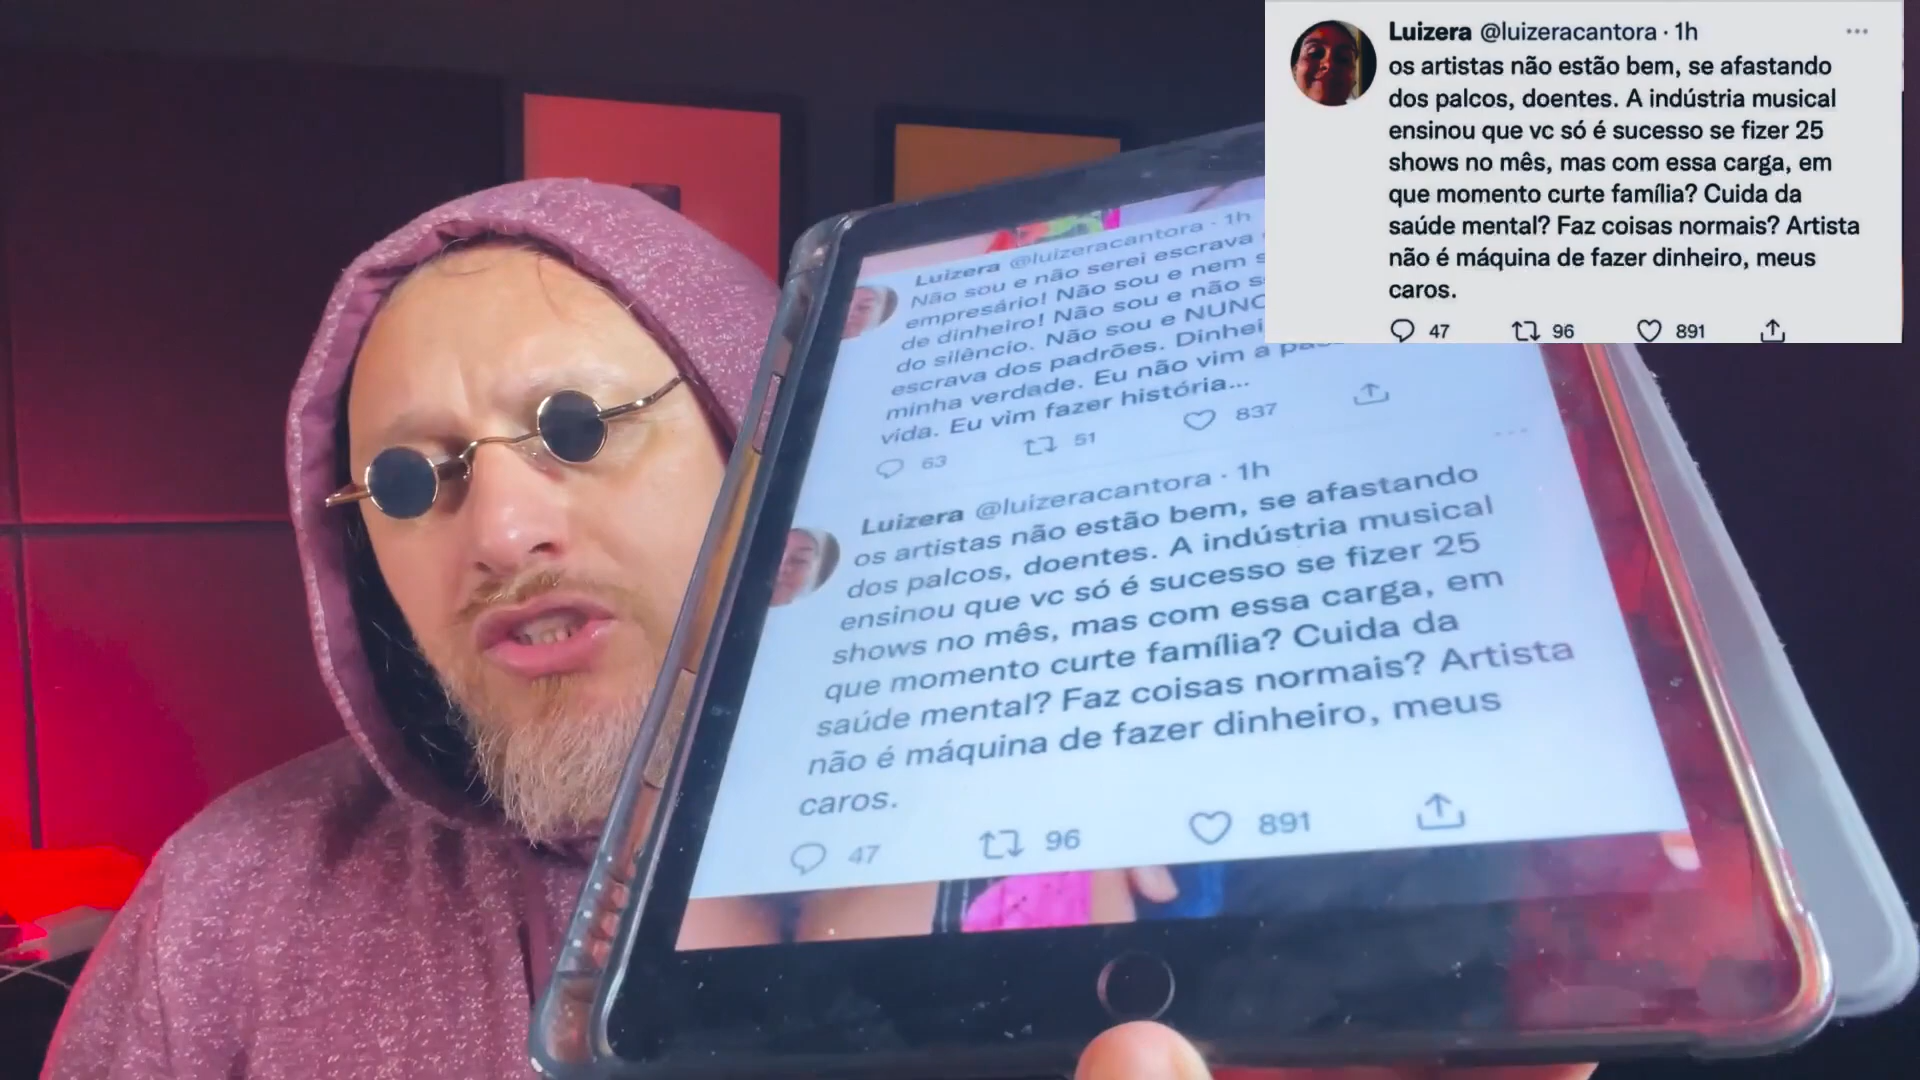 Luizera @luizeracantora · 1h
os artistas não estão bem, se afastando
dos palcos, doentes. A indústria musical
ensinou que vc só é sucesso se fizer 25
shows no mês, mas com essa carga, em
que momento curte família? Cuida da
saúde mental? Faz coisas normais? Artista
não é máquina de fazer dinheiro, meus
caros.
47 96 891
Luizera @luizeracantora · 1h
Não sou e não serei escrava
empresário! Não sou e nem
de dinheiro! Não sou e não
do silêncio. Não sou e
escrava dos padrões.
minha verdade. Eu não vim a
vida. Eu vim fazer história...
63 51 837
Luizera @luizeracantora · 1h
os artistas não estão bem, se afastando
dos palcos, doentes. A indústria musical
ensinou que vc só é sucesso se fizer 25
shows no mês, mas com essa carga, em
que momento curte família? Cuida da
saúde mental? Faz coisas normais? Artista
não é máquina de fazer dinheiro, meus
caros.
47 96 891